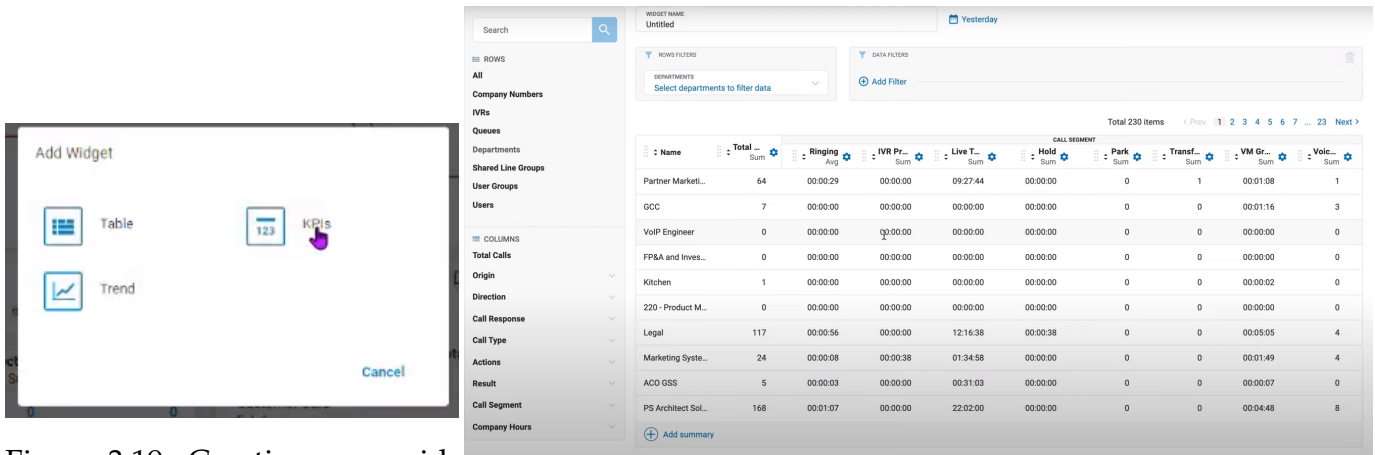 Add Widget
Table
123
KPIs
Trend
Cancel
Search
ROWS
All
Company Numbers
IVRs
Queues
Departments
Shared Line Groups
User Groups
Users
COLUMNS
Total Calls
Origin
Direction
Call Response
Call Type
Actions
Result
Call Segment
Company Hours
WIDGET NAME
Untitled
Yesterday
ROWS FILTERS
DEPARTMENTS
Select departments to filter data
DATA FILTERS
Add Filter
Total 230 items < Prev. 1 2 3 4 5 6 7 ... 23 Next >
CALL SEGMENT
Name Total ... Sum Ringing Avg IVR Pr... Sum Live T... Sum Hold Sum Park Sum Transf... Sum VM Gr... Sum Voic... Sum
Partner Marketi... 64 00:00:29 00:00:00 09:27:44 00:00:00 0 1 00:01:08 1
GCC 7 00:00:00 00:00:00 00:00:00 00:00:00 0 0 00:01:16 3
VoIP Engineer 0 00:00:00 00:00:00 00:00:00 00:00:00 0 0 00:00:00 0
FP&A and Inves... 0 00:00:00 00:00:00 00:00:00 00:00:00 0 0 00:00:00 0
Kitchen 1 00:00:00 00:00:00 00:00:00 00:00:00 0 0 00:00:02 0
220 - Product M... 0 00:00:00 00:00:00 00:00:00 00:00:00 0 0 00:00:00 0
Legal 117 00:00:56 00:00:00 12:16:38 00:00:38 0 0 00:05:05 4
Marketing Syste... 24 00:00:08 00:00:38 01:34:58 00:00:00 0 0 00:01:49 4
ACO GSS 5 00:00:03 00:00:00 00:31:03 00:00:00 0 0 00:00:07 0
PS Architect Sol... 168 00:01:07 00:00:00 22:02:00 00:00:00 0 0 00:04:48 8
Add summary